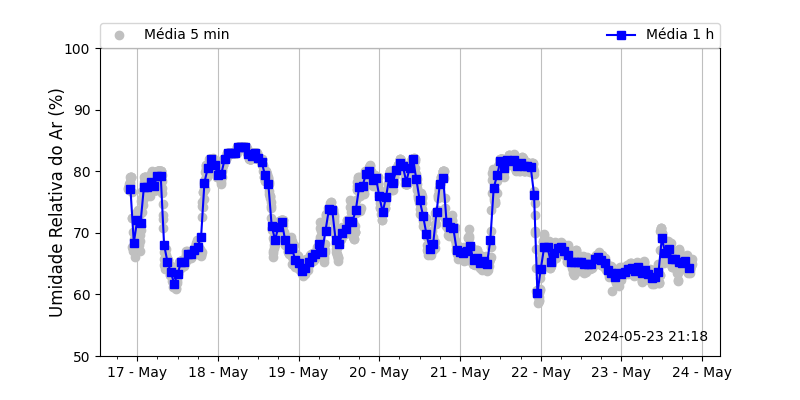 Média 5 min
Média 1 h
Umidade Relativa do Ar (%)
100
90
80
70
60
50
2024-05-23 21:18
17 - May
18 - May
19 - May
20 - May
21 - May
22 - May
23 - May
24 - May